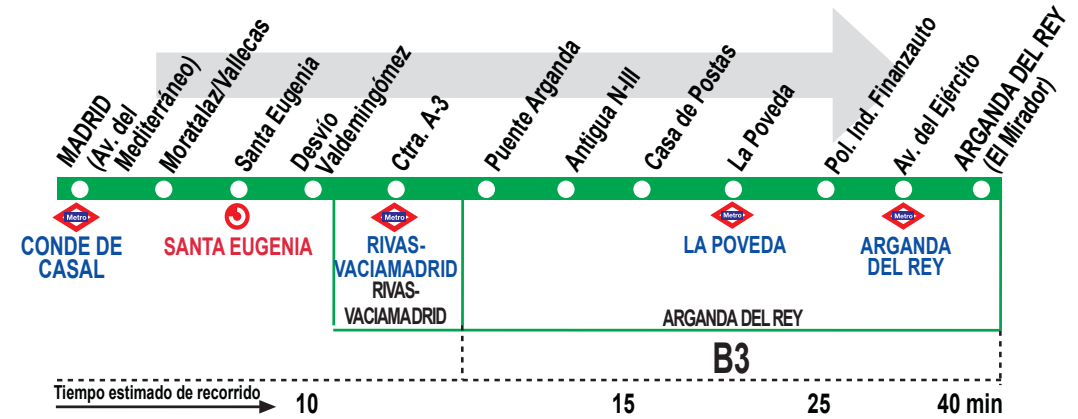 MADRID
(Av. del
Mediterráneo)
Moratalaz/Vallecas
Santa Eugenia
Desvío
Valdemingómez
Ctra. A-3
Puente Arganda
Antigua N-III
Casa de Postas
La Poveda
Pol. Ind. Finanzauto
Av. del Ejército
ARGANDA DEL REY
(El Mirador)
Metro
CONDE DE
CASAL
SANTA EUGENIA
Metro
RIVAS-
VACIAMADRID
RIVAS-
VACIAMADRID
Metro
LA POVEDA
Metro
ARGANDA
DEL REY
ARGANDA DEL REY
B3
Tiempo estimado de recorrido
10 15 25 40 min